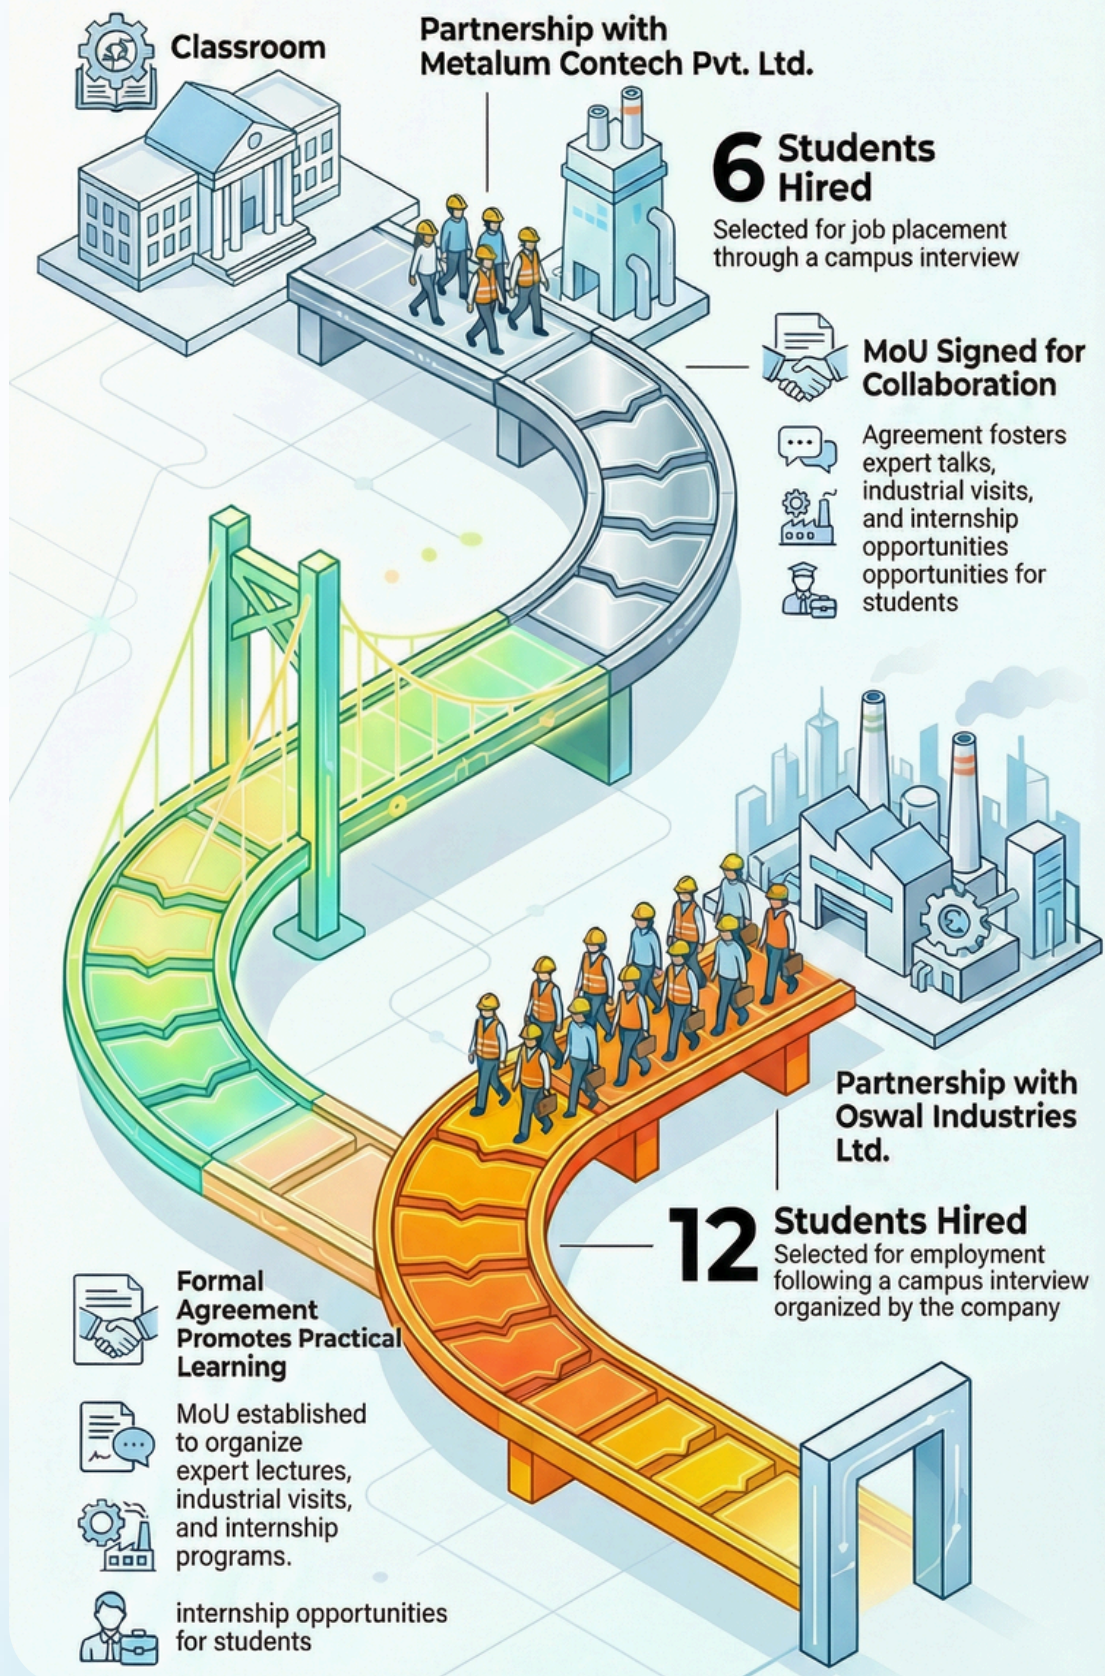 Classroom
Partnership with
Metalum Contech Pvt. Ltd.
6 Students
Hired
Selected for job placement
through a campus interview
MoU Signed for
Collaboration
Agreement fosters
expert talks,
industrial visits,
and internship
opportunities
opportunities for
students
Partnership with
Oswal Industries
Ltd.
12 Students Hired
Selected for employment
following a campus interview
organized by the company
Formal
Agreement
Promotes Practical
Learning
MoU established
to organize
expert lectures,
industrial visits,
and internship
programs.
internship opportunities
for students